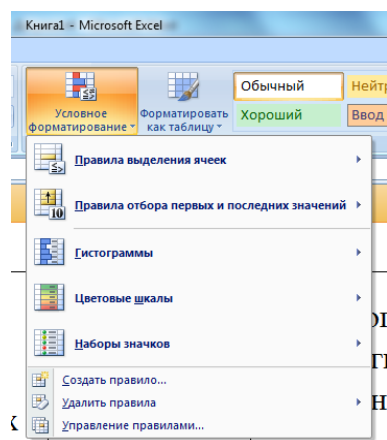 Книга1 - Microsoft Excel
Условное форматирование
Форматировать как таблицу
Обычный
Хороший
Ввод
Правила выделения ячеек
Правила отбора первых и последних значений
10
Гистограммы
Цветовые шкалы
Наборы значков
Создать правило...
Удалить правила
Управление правилами...